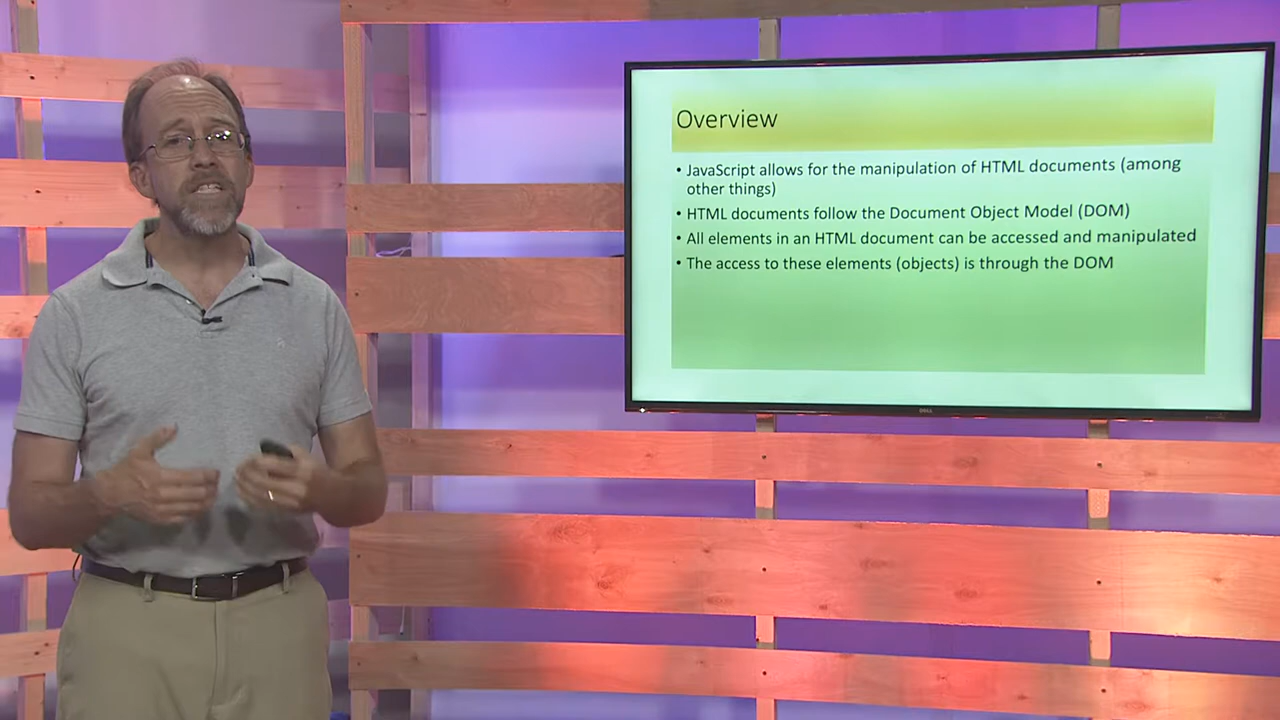 Overview
• JavaScript allows for the manipulation of HTML documents (among
other things)
• HTML documents follow the Document Object Model (DOM)
• All elements in an HTML document can be accessed and manipulated
• The access to these elements (objects) is through the DOM
DELL